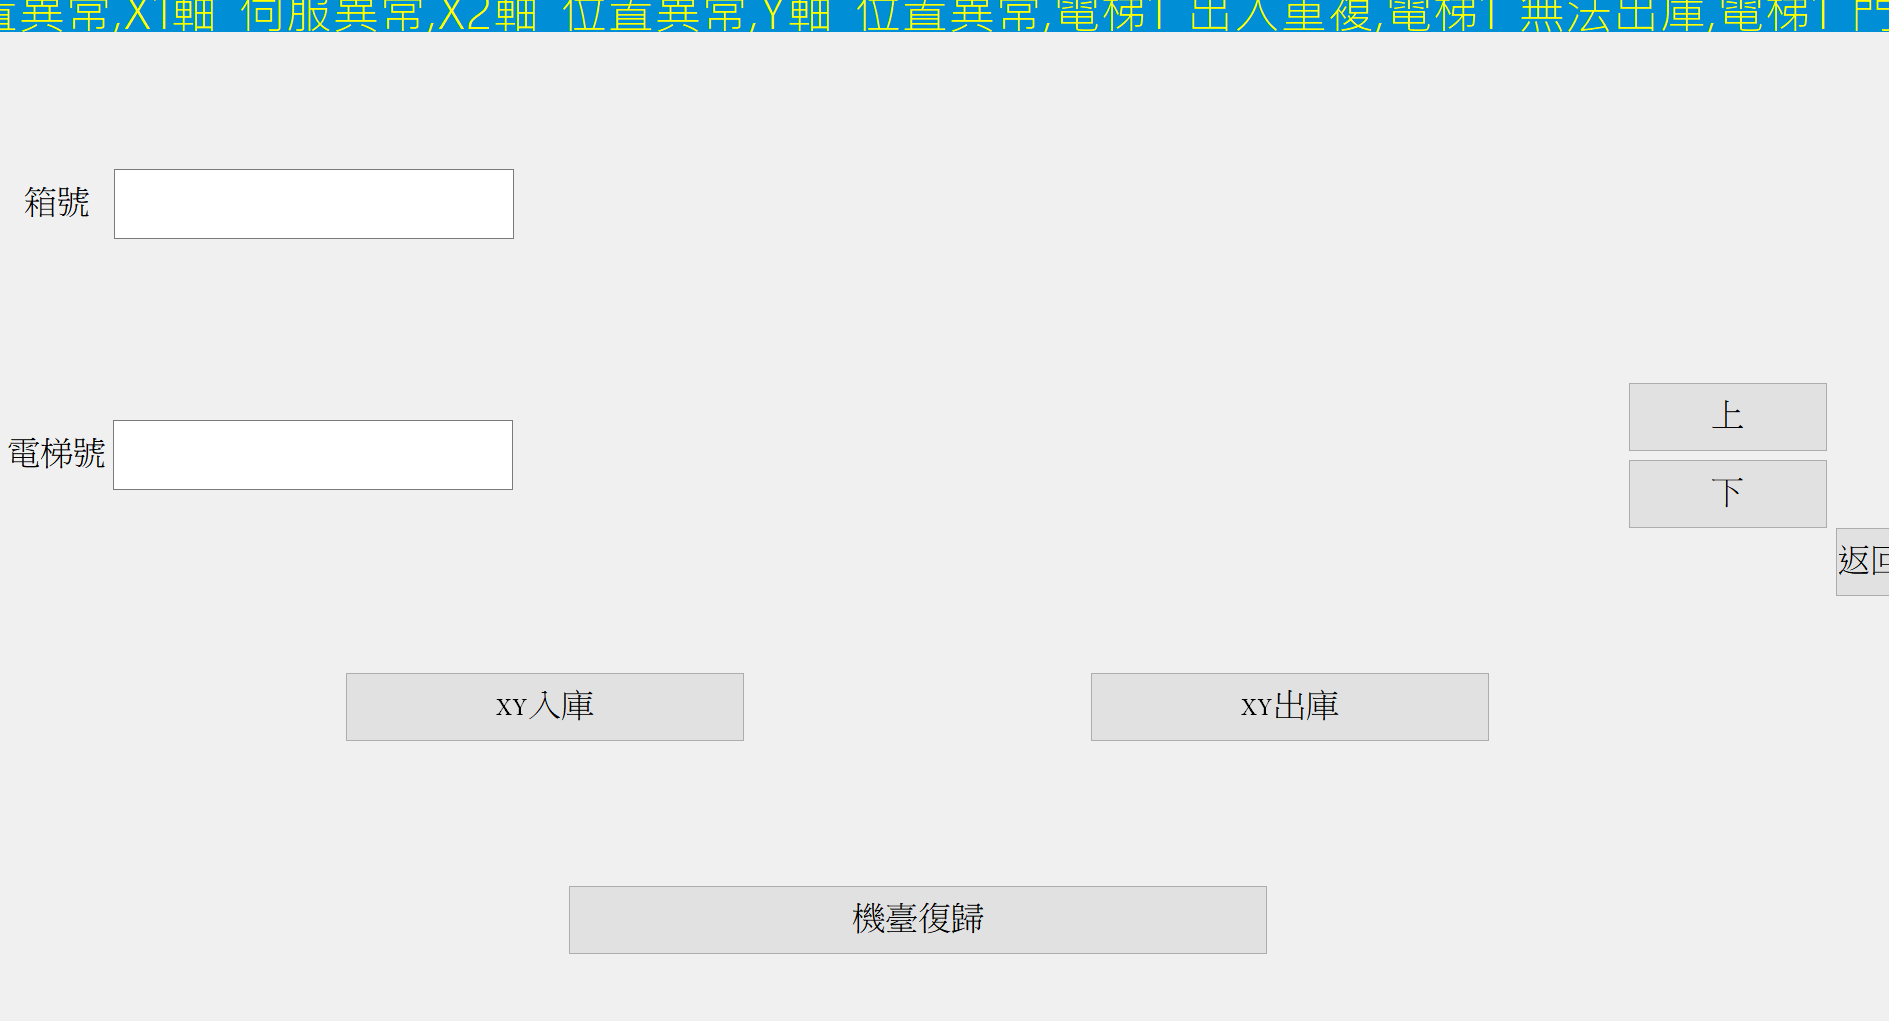 置異常,X1軸 伺服異常,X2軸 位置異常,Y軸 位置異常,電梯1 出入重複,電梯1 無法出庫,電梯1 門
箱號
電梯號
上
下
返回
XY入庫
XY出庫
機臺復歸